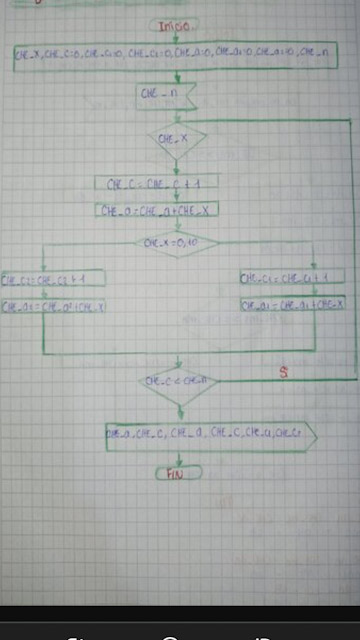 Inicio
CHE_X, CHE_C=0, CHE_C1=0, CHE_C2=0, CHE_a=0, CHE_a1=0, CHE_a2=0, CHE_n
CHE_n
CHE_X
CHE_C = CHE_C + 1
CHE_a = CHE_a + CHE_X
CHE_X = 0,10
CHE_C2 = CHE_C2 + 1
CHE_C1 = CHE_C1 + 1
CHE_a2 = CHE_a2 + CHE_X
CHE_a1 = CHE_a1 + CHE_X
CHE_C < CHE_n
Si
CHE_a, CHE_C, CHE_a, CHE_C, CHE_a, CHE_C
FIN